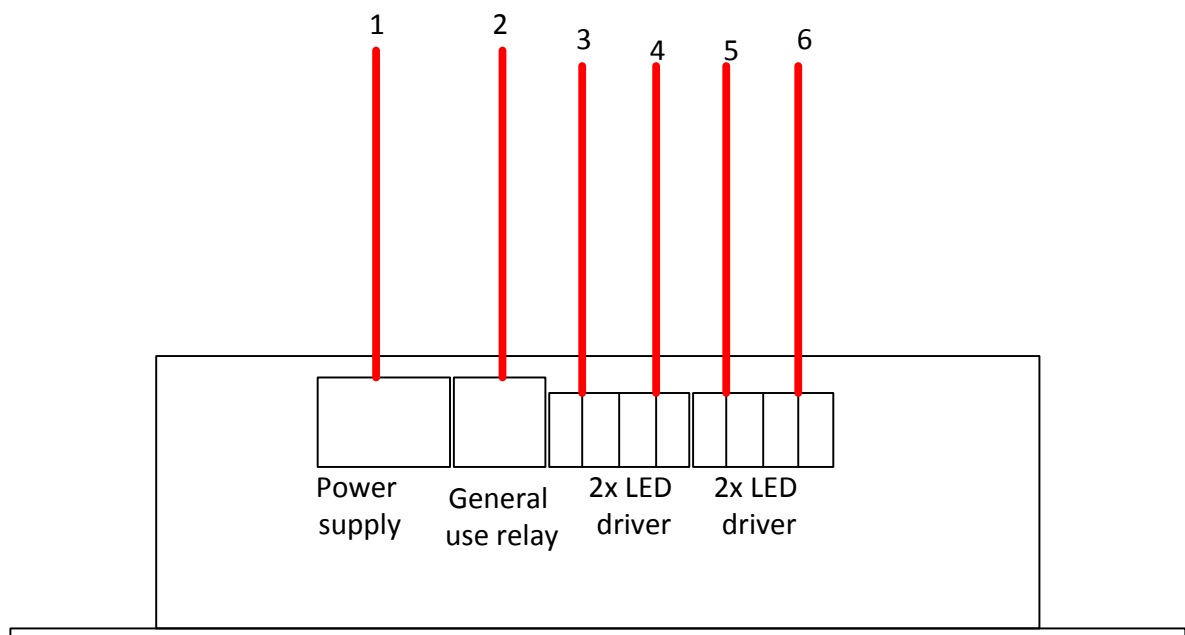 1 2 3 4 5 6
Power
supply
General
use relay
2x LED
driver
2x LED
driver